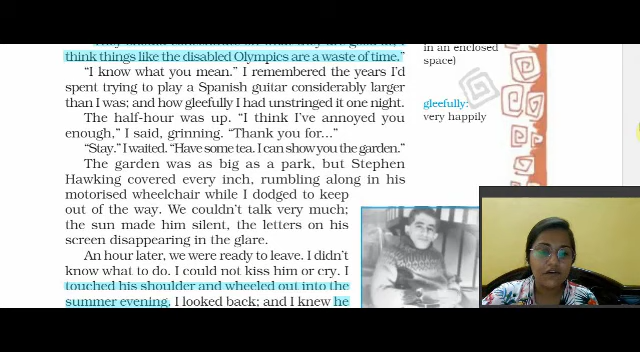 think things like the disabled Olympics are a waste of time."
"I know what you mean." I remembered the years I'd
spent trying to play a Spanish guitar considerably larger
than I was; and how gleefully I had unstringed it one night.
The half-hour was up. "I think I've annoyed you
enough," I said, grinning. "Thank you for..."
"Stay." I waited. "Have some tea. I can show you the garden."
The garden was as big as a park, but Stephen
Hawking covered every inch, rumbling along in his
motorised wheelchair while I dodged to keep
out of the way. We couldn't talk very much;
the sun made him silent, the letters on his
screen disappearing in the glare.
An hour later, we were ready to leave. I didn't
know what to do. I could not kiss him or cry. I
touched his shoulder and wheeled out into the
summer evening. I looked back; and I knew he
in an enclosed
space)
gleefully:
very happily